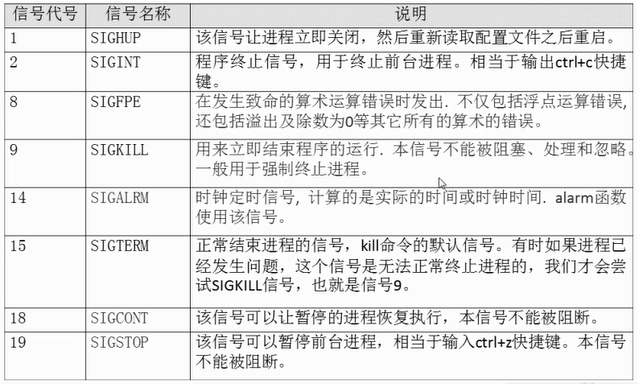 信号代号 信号名称 说明
1 SIGHUP 该信号让进程立即关闭，然后重新读取配置文件之后重启。
2 SIGINT 程序终止信号，用于终止前台进程。相当于输出ctrl+c快捷
键。
8 SIGFPE 在发生致命的算术运算错误时发出. 不仅包括浮点运算错误,
还包括溢出及除数为0等其它所有的算术的错误。
9 SIGKILL 用来立即结束程序的运行. 本信号不能被阻塞、处理和忽略。
一般用于强制终止进程。
14 SIGALRM 时钟定时信号, 计算的是实际的时间或时钟时间. alarm函数
使用该信号。
15 SIGTERM 正常结束进程的信号，kill命令的默认信号。有时如果进程已
经发生问题，这个信号是无法正常终止进程的，我们才会尝
试SIGKILL信号，也就是信号9。
18 SIGCONT 该信号可以让暂停的进程恢复执行，本信号不能被阻断。
19 SIGSTOP 该信号可以暂停前台进程，相当于输入ctrl+z快捷键。本信号
不能被阻断。